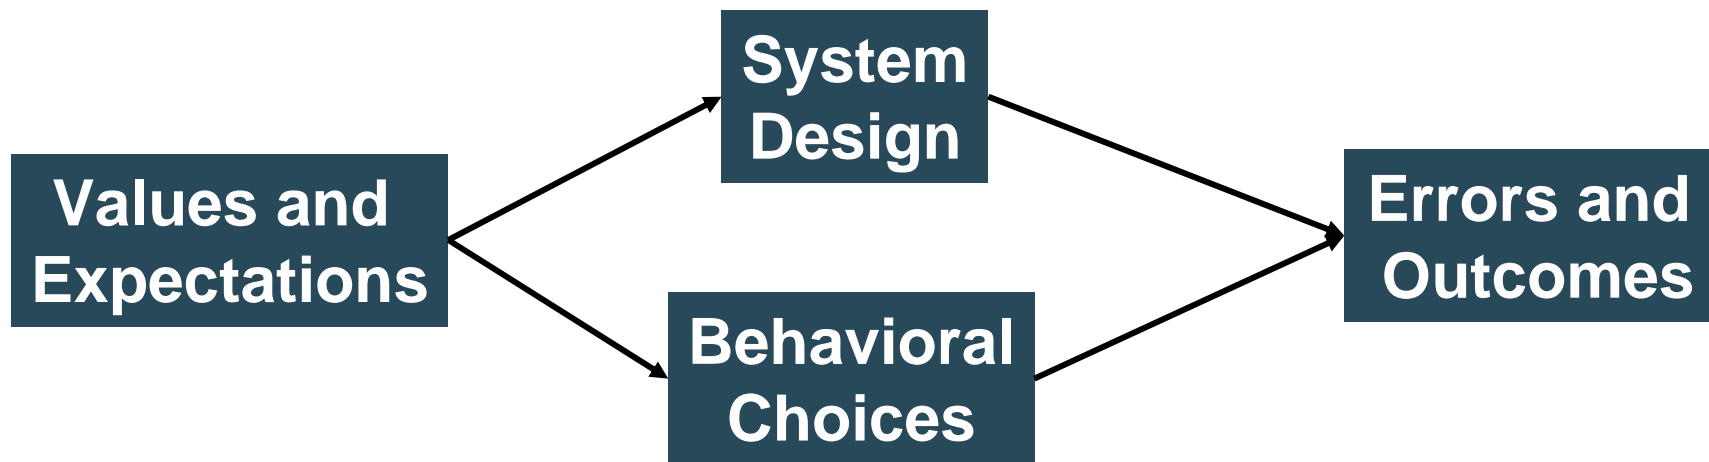 Values and
Expectations
System
Design
Behavioral
Choices
Errors and
Outcomes